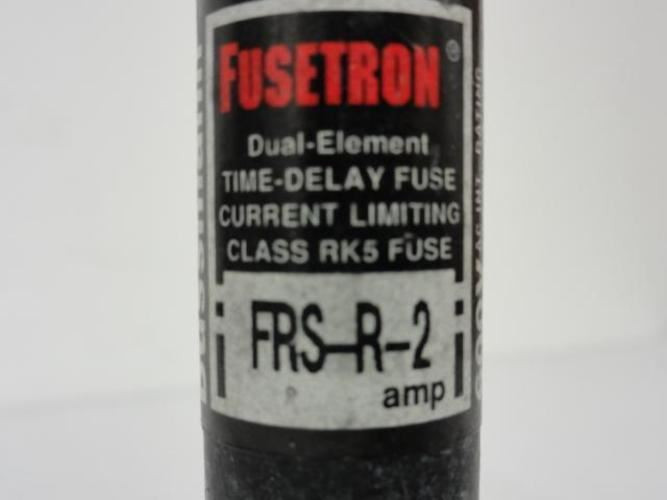 FUSETRON®
Dual-Element
TIME-DELAY FUSE
CURRENT LIMITING
CLASS RK5 FUSE
FRS-R-2
amp